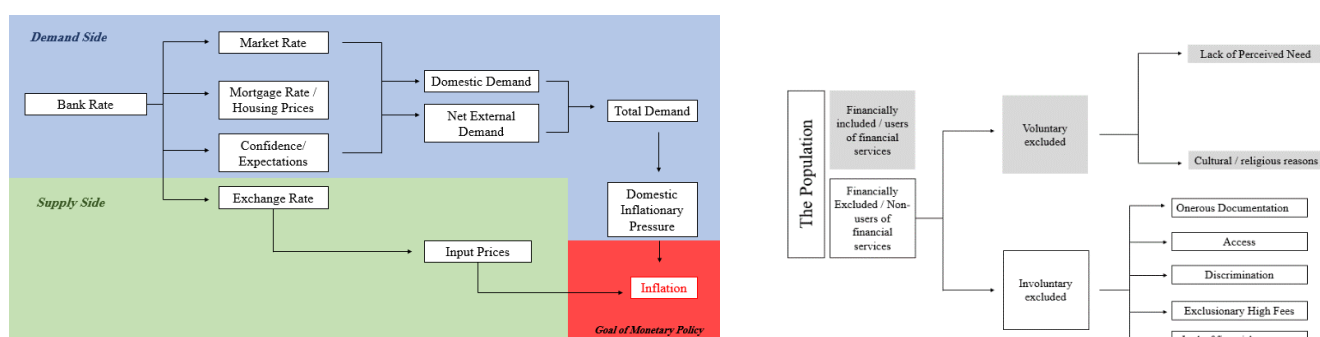 Demand Side
Bank Rate
Market Rate
Mortgage Rate /
Housing Prices
Confidence/
Expectations
Domestic Demand
Net External
Demand
Total Demand
Supply Side
Exchange Rate
Domestic
Inflationary
Pressure
Input Prices
Inflation
Goal of Monetary Policy
The Population
Financially
included / users
of financial
services
Financially
Excluded / Non-
users of
financial
services
Voluntary
excluded
Involuntary
excluded
Lack of Perceived Need
Cultural / religious reasons
Onerous Documentation
Access
Discrimination
Exclusionary High Fees